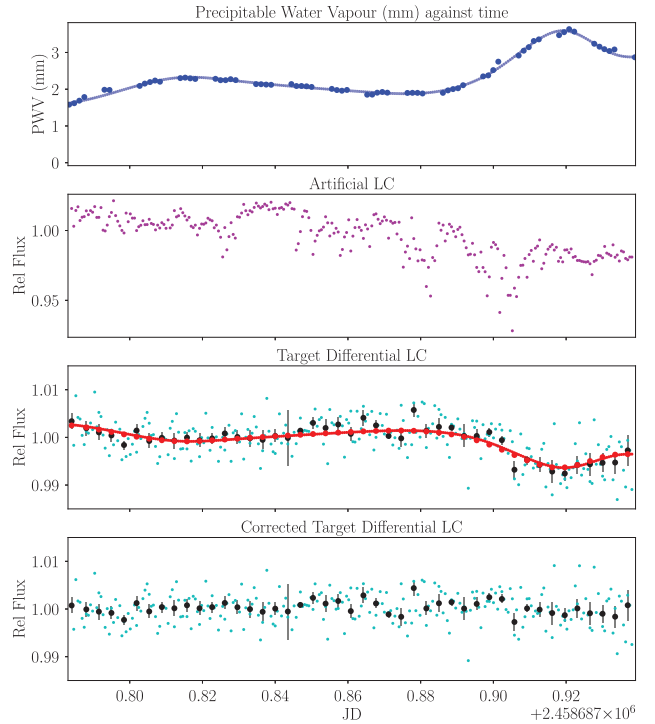 Precipitable Water Vapour (mm) against time
3
2
1
0
PWV (mm)
Artificial LC
1.00
0.95
Rel Flux
Target Differential LC
1.01
1.00
0.99
Rel Flux
Corrected Target Differential LC
1.01
1.00
0.99
Rel Flux
0.80 0.82 0.84 0.86 0.88 0.90 0.92
JD +2.458687×10⁶